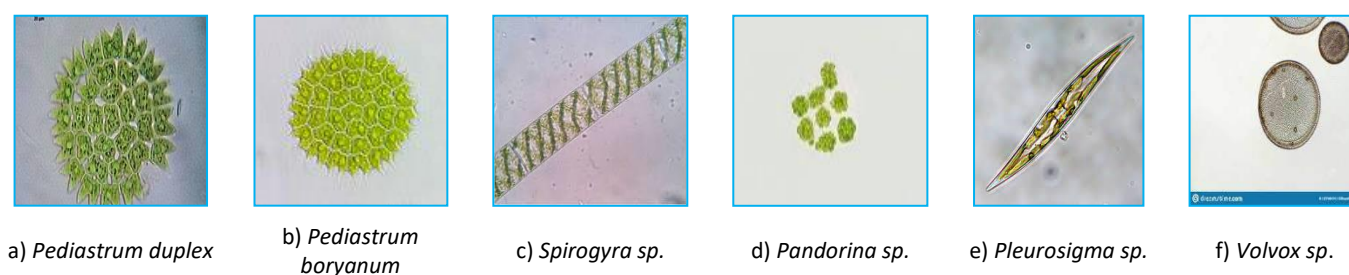 a) Pediastrum duplex
b) Pediastrum
boryanum
c) Spirogyra sp.
d) Pandorina sp.
e) Pleurosigma sp.
f) Volvox sp.